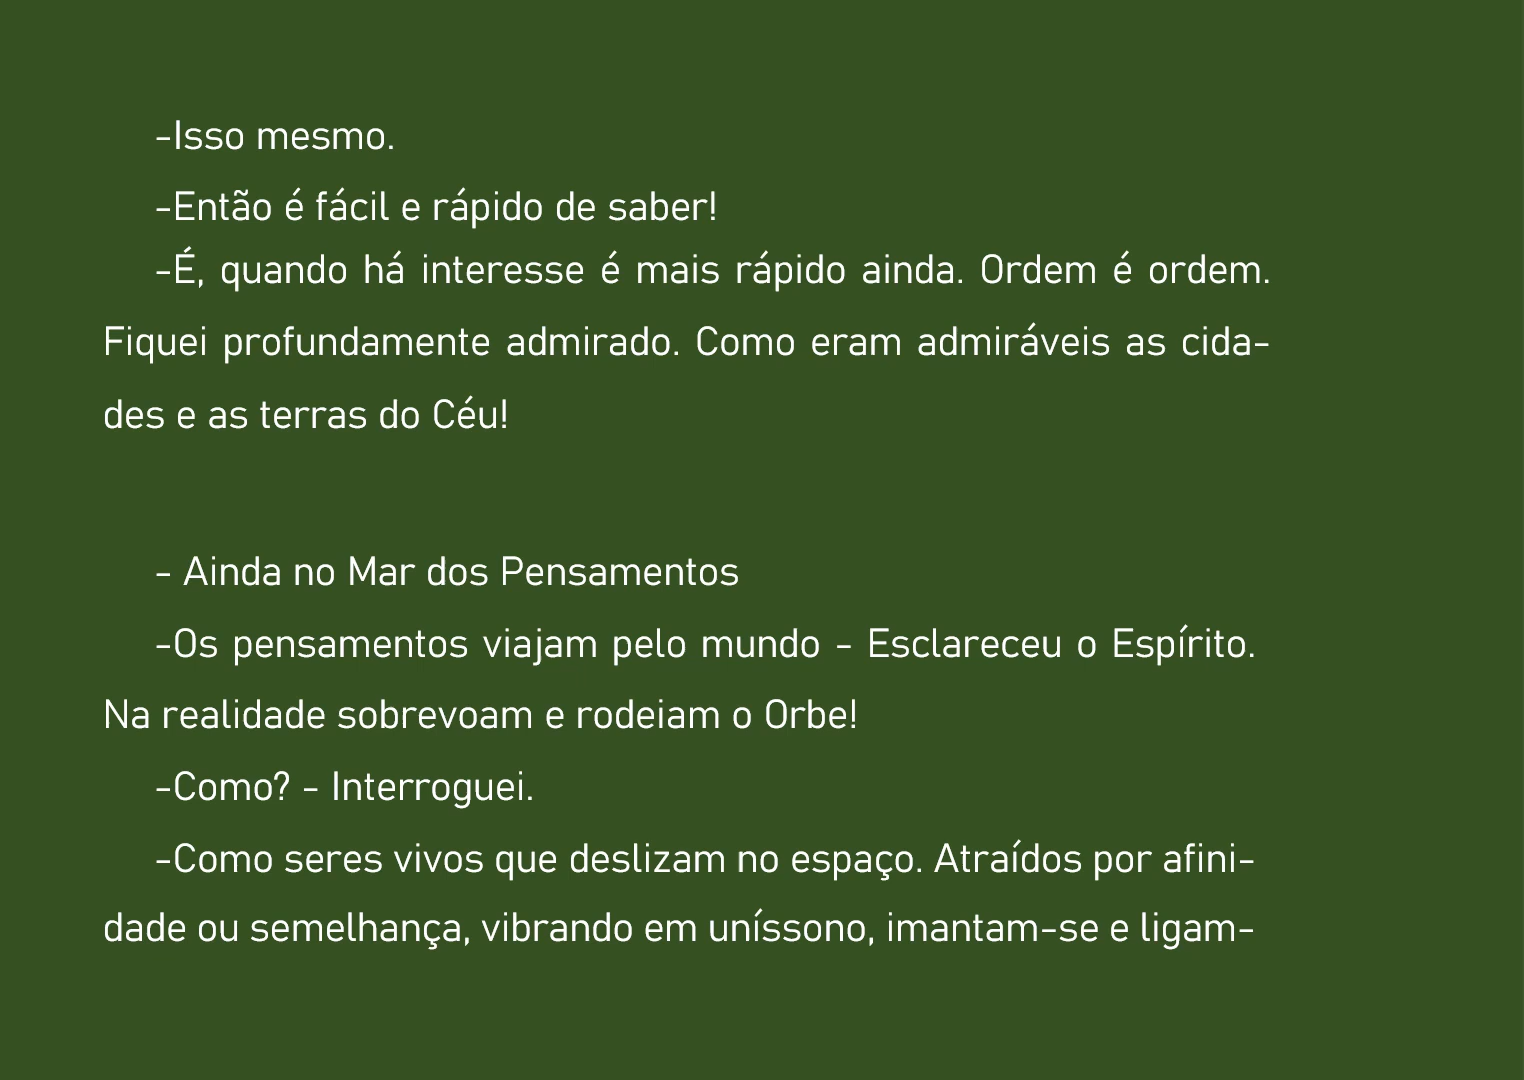 -Isso mesmo.
-Então é fácil e rápido de saber!
-É, quando há interesse é mais rápido ainda. Ordem é ordem.
Fiquei profundamente admirado. Como eram admiráveis as cida-
des e as terras do Céu!
- Ainda no Mar dos Pensamentos
-Os pensamentos viajam pelo mundo - Esclareceu o Espírito.
Na realidade sobrevoam e rodeiam o Orbe!
-Como? - Interroguei.
-Como seres vivos que deslizam no espaço. Atraídos por afini-
dade ou semelhança, vibrando em uníssono, imantam-se e ligam-